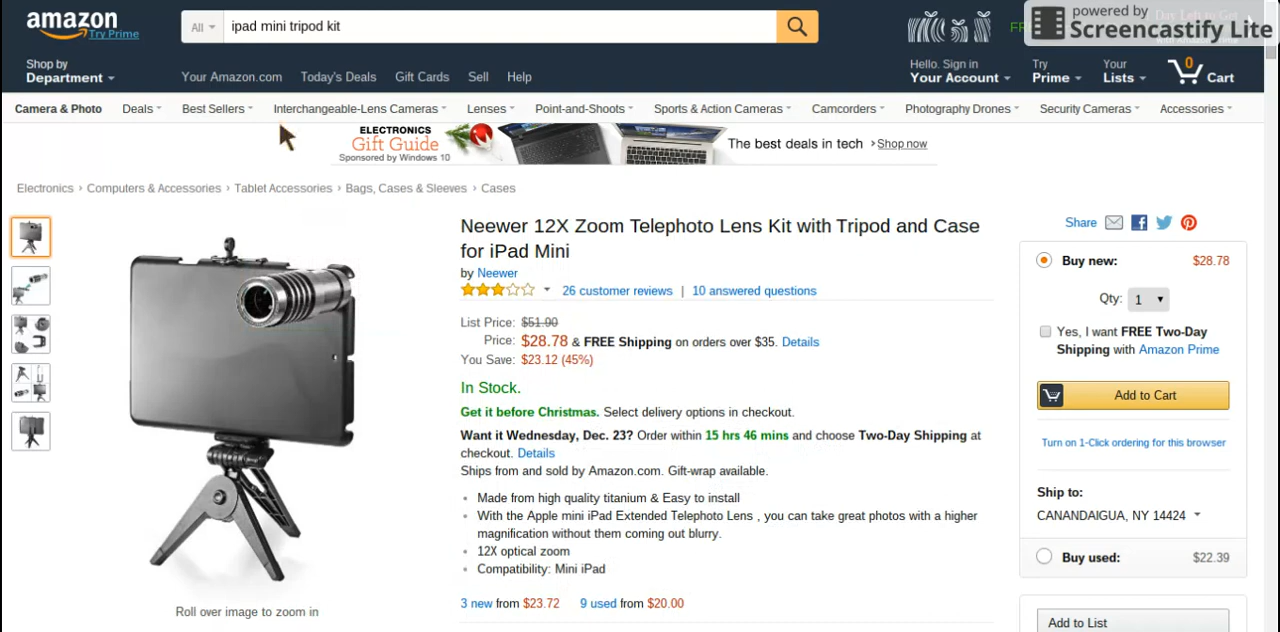 amazon
Try Prime
All
ipad mini tripod kit
FR
powered by
Screencastify Lite
Shop by
Department
Your Amazon.com
Today's Deals
Gift Cards
Sell
Help
Hello. Sign in
Your Account
Try
Prime
Your
Lists
0
Cart
Camera & Photo
Deals
Best Sellers
Interchangeable-Lens Cameras
Lenses
Point-and-Shoots
Sports & Action Cameras
Camcorders
Photography Drones
Security Cameras
Accessories
ELECTRONICS
Gift Guide
Sponsored by Windows 10
The best deals in tech ›Shop now
Electronics › Computers & Accessories › Tablet Accessories › Bags, Cases & Sleeves › Cases
Neewer 12X Zoom Telephoto Lens Kit with Tripod and Case
for iPad Mini
by Neewer
26 customer reviews | 10 answered questions
List Price: $51.90
Price: $28.78 & FREE Shipping on orders over $35. Details
You Save: $23.12 (45%)
In Stock.
Get it before Christmas. Select delivery options in checkout.
Want it Wednesday, Dec. 23? Order within 15 hrs 46 mins and choose Two-Day Shipping at
checkout. Details
Ships from and sold by Amazon.com. Gift-wrap available.
• Made from high quality titanium & Easy to install
• With the Apple mini iPad Extended Telephoto Lens , you can take great photos with a higher
magnification without them coming out blurry.
• 12X optical zoom
• Compatibility: Mini iPad
3 new from $23.72 9 used from $20.00
Roll over image to zoom in
Share
Buy new: $28.78
Qty: 1
Yes, I want FREE Two-Day
Shipping with Amazon Prime
Add to Cart
Turn on 1-Click ordering for this browser
Ship to:
CANANDAIGUA, NY 14424
Buy used: $22.39
Add to List